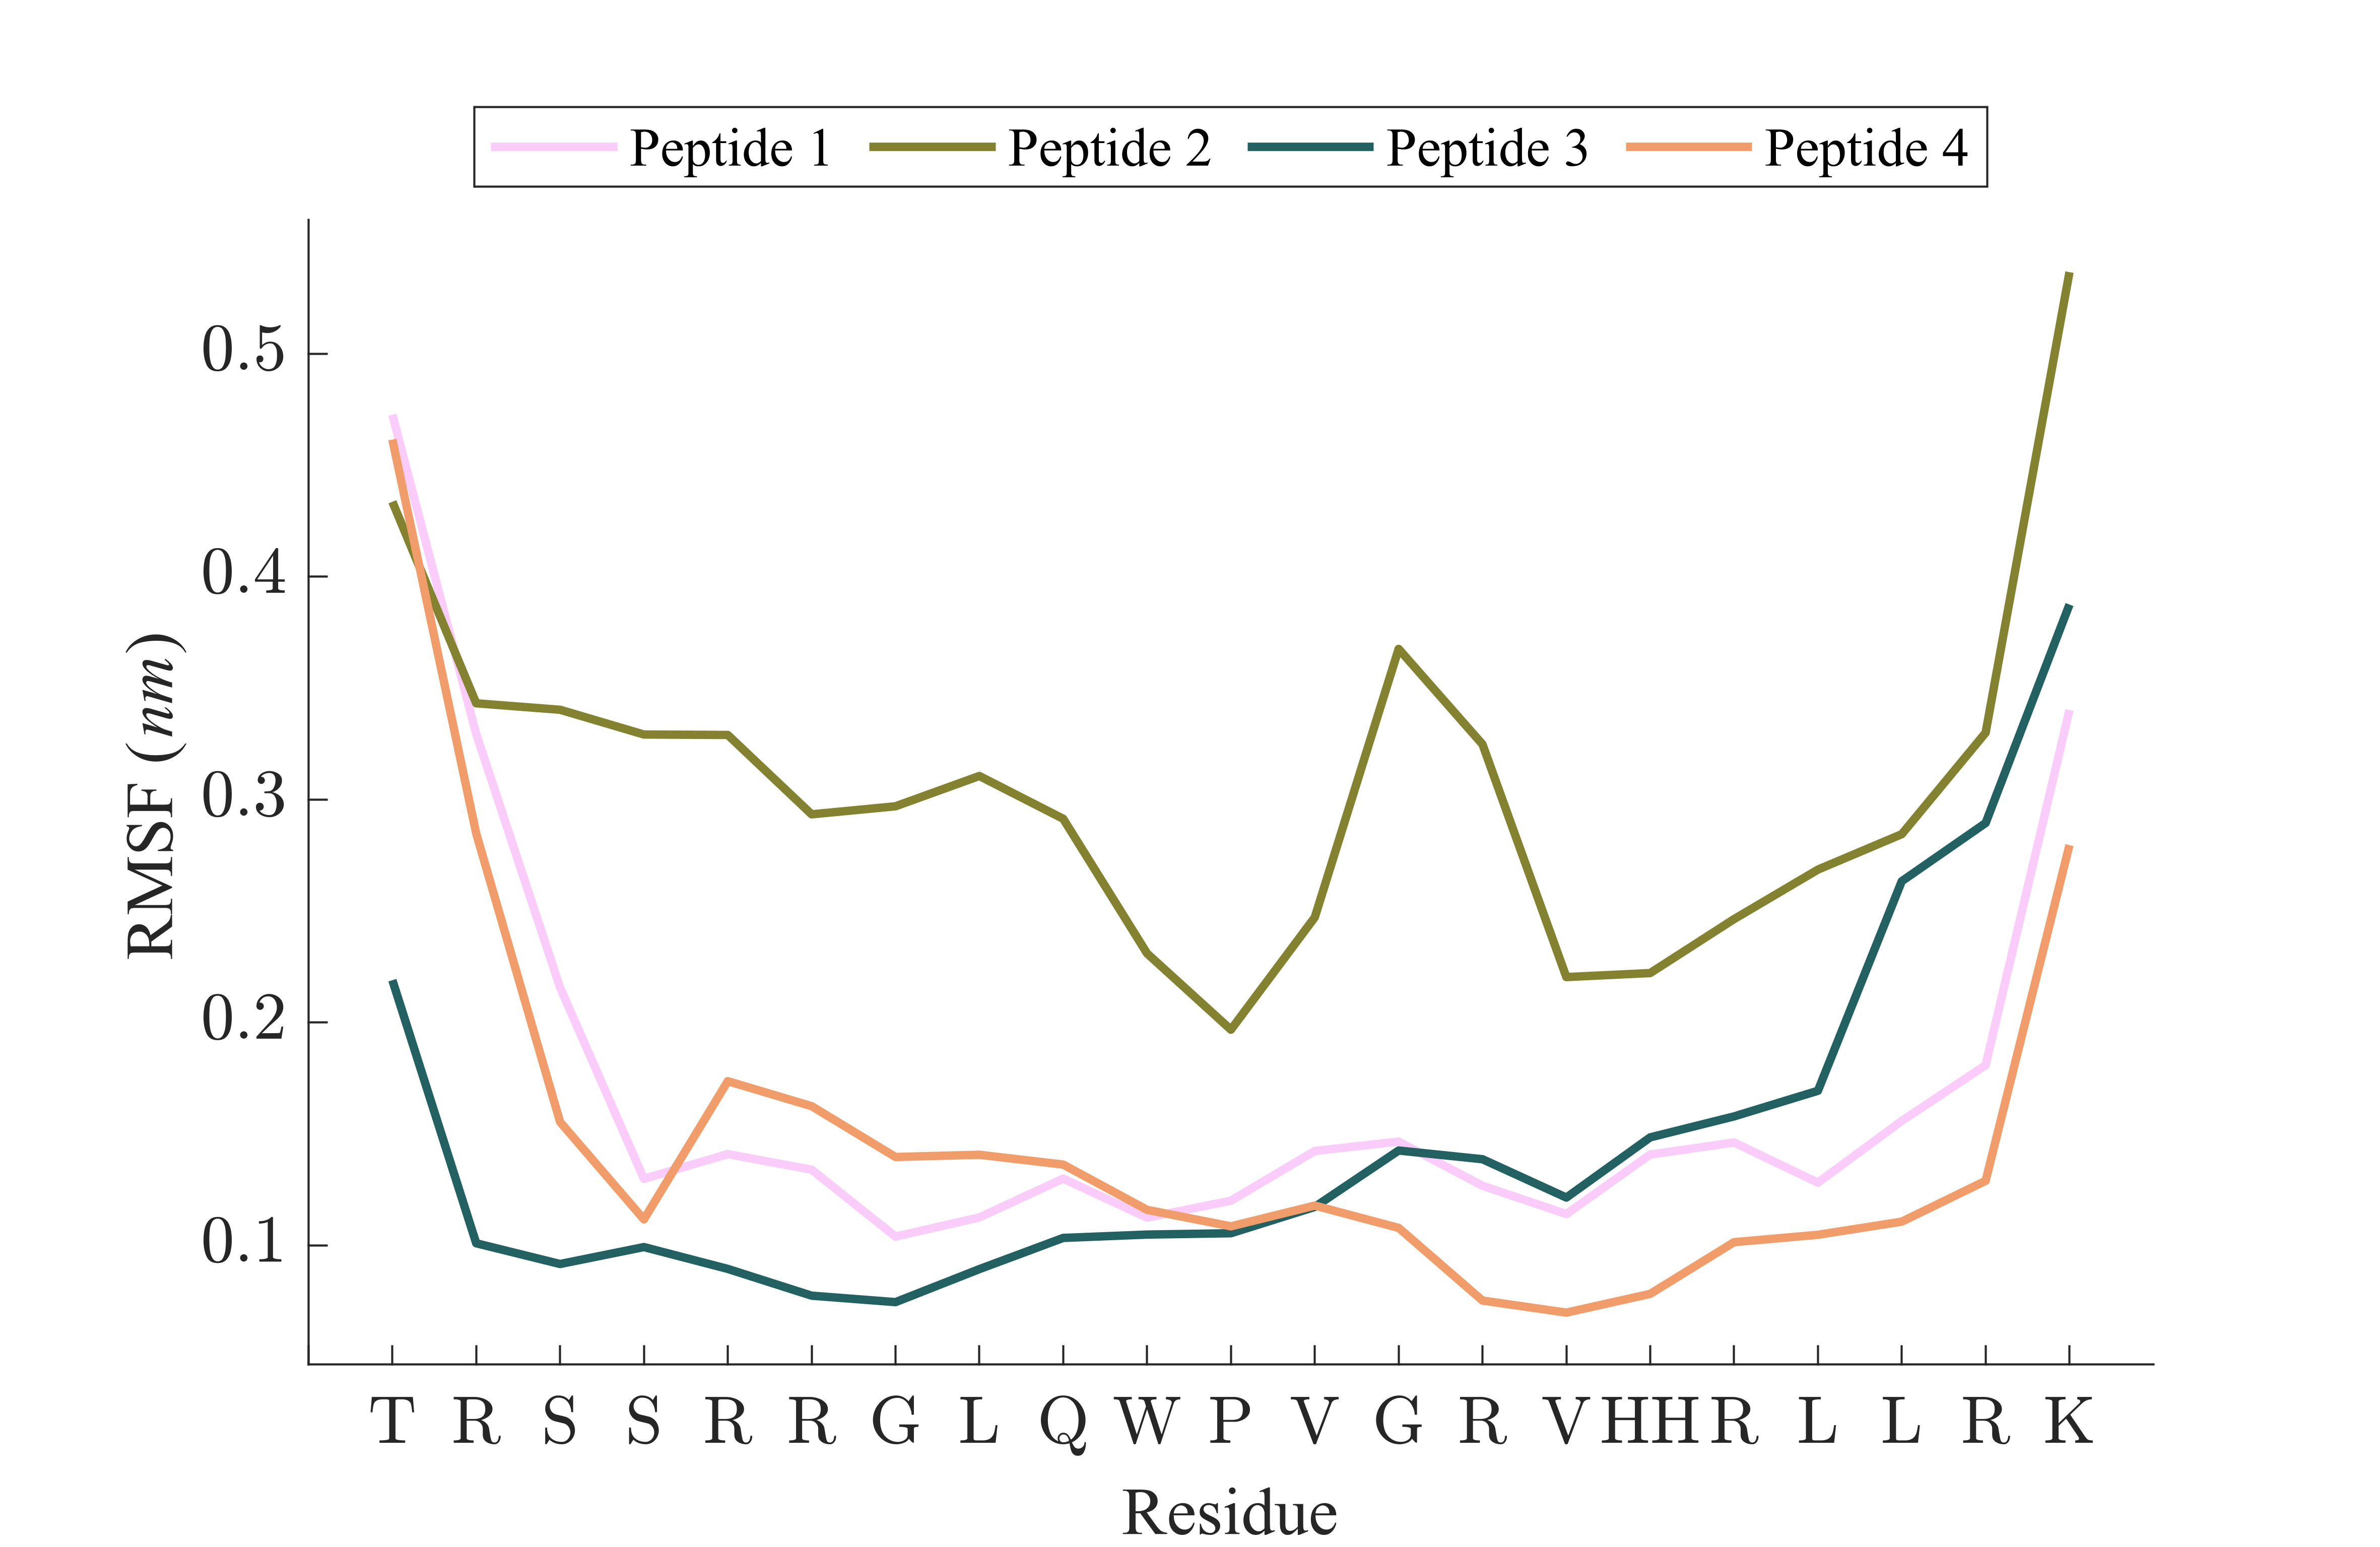 Peptide 1 Peptide 2 Peptide 3 Peptide 4
0.5
0.4
0.3
0.2
0.1
RMSF (nm)
T R S S R R G L Q W P V G R V HH R L L R K
Residue